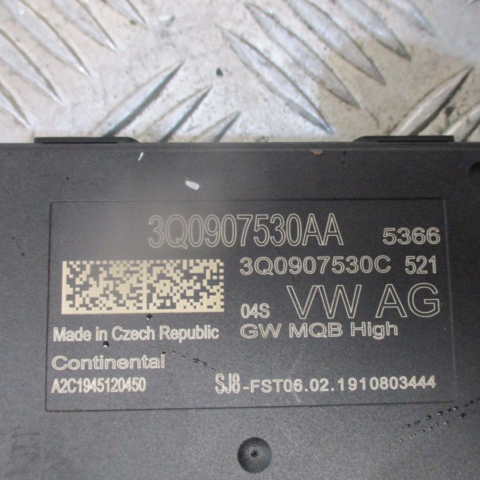 3Q0907530AA 5366
3Q0907530C 521
04S VW AG
Made in Czech Republic GW MQB High
Continental
A2C1945120450 SJ8-FST06.02.1910803444